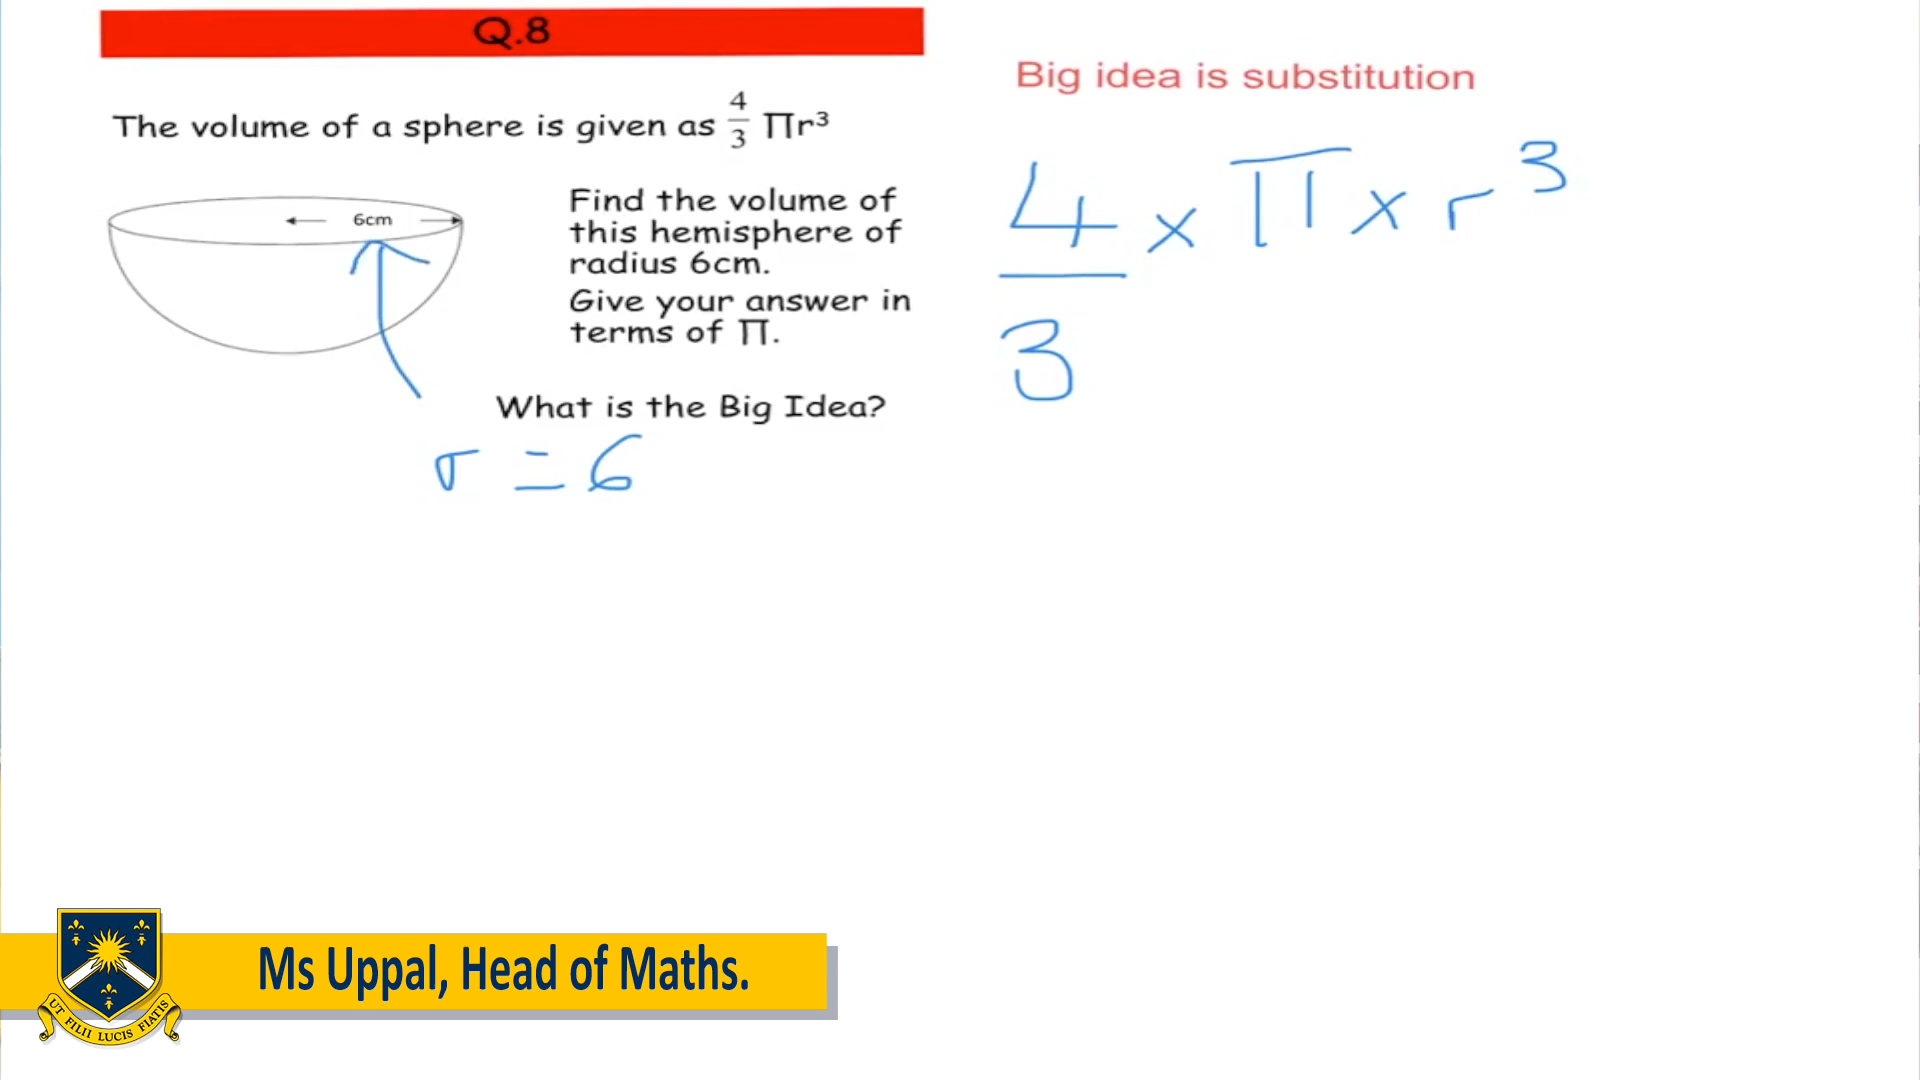 Q.8
The volume of a sphere is given as 4/3 Πr³
6cm
Find the volume of
this hemisphere of
radius 6cm.
Give your answer in
terms of Π.
What is the Big Idea?
r = 6
Big idea is substitution
4/3 × Π × r³
Ms Uppal, Head of Maths.
UT FILII LUCIS FIATIS